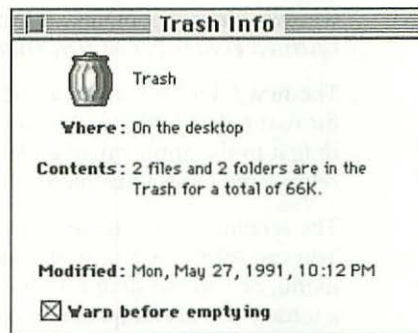 Trash Info
Trash
Where: On the desktop
Contents: 2 files and 2 folders are in the
Trash for a total of 66K.
Modified: Mon, May 27, 1991, 10:12 PM
Warn before emptying